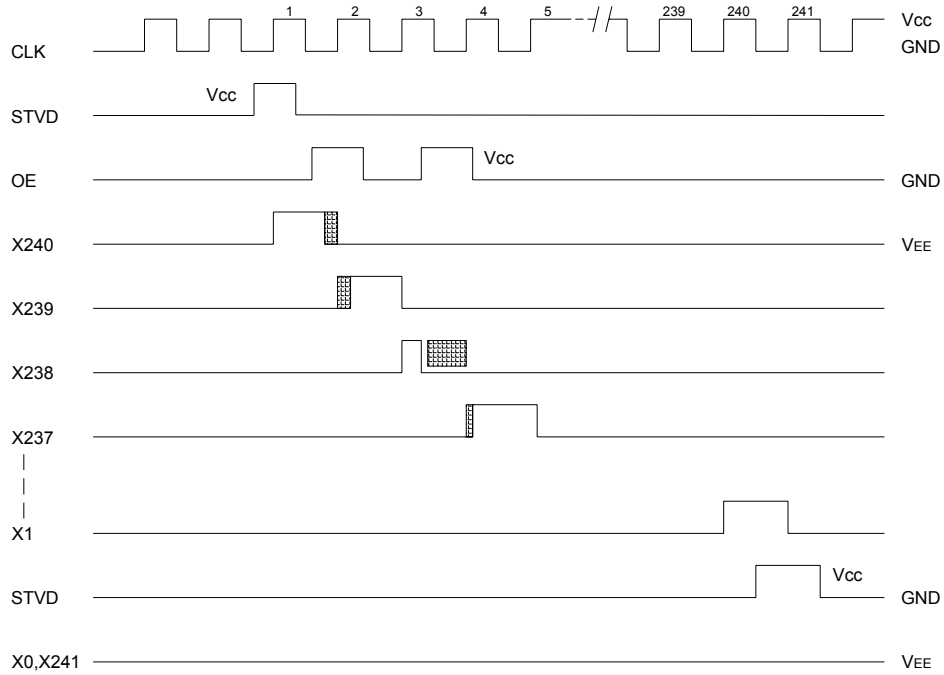 1 2 3 4 5 239 240 241 Vcc
CLK GND
Vcc
STVD
Vcc
OE GND
X240 VEE
X239
X238
X237
X1
Vcc
STVD GND
X0,X241 VEE